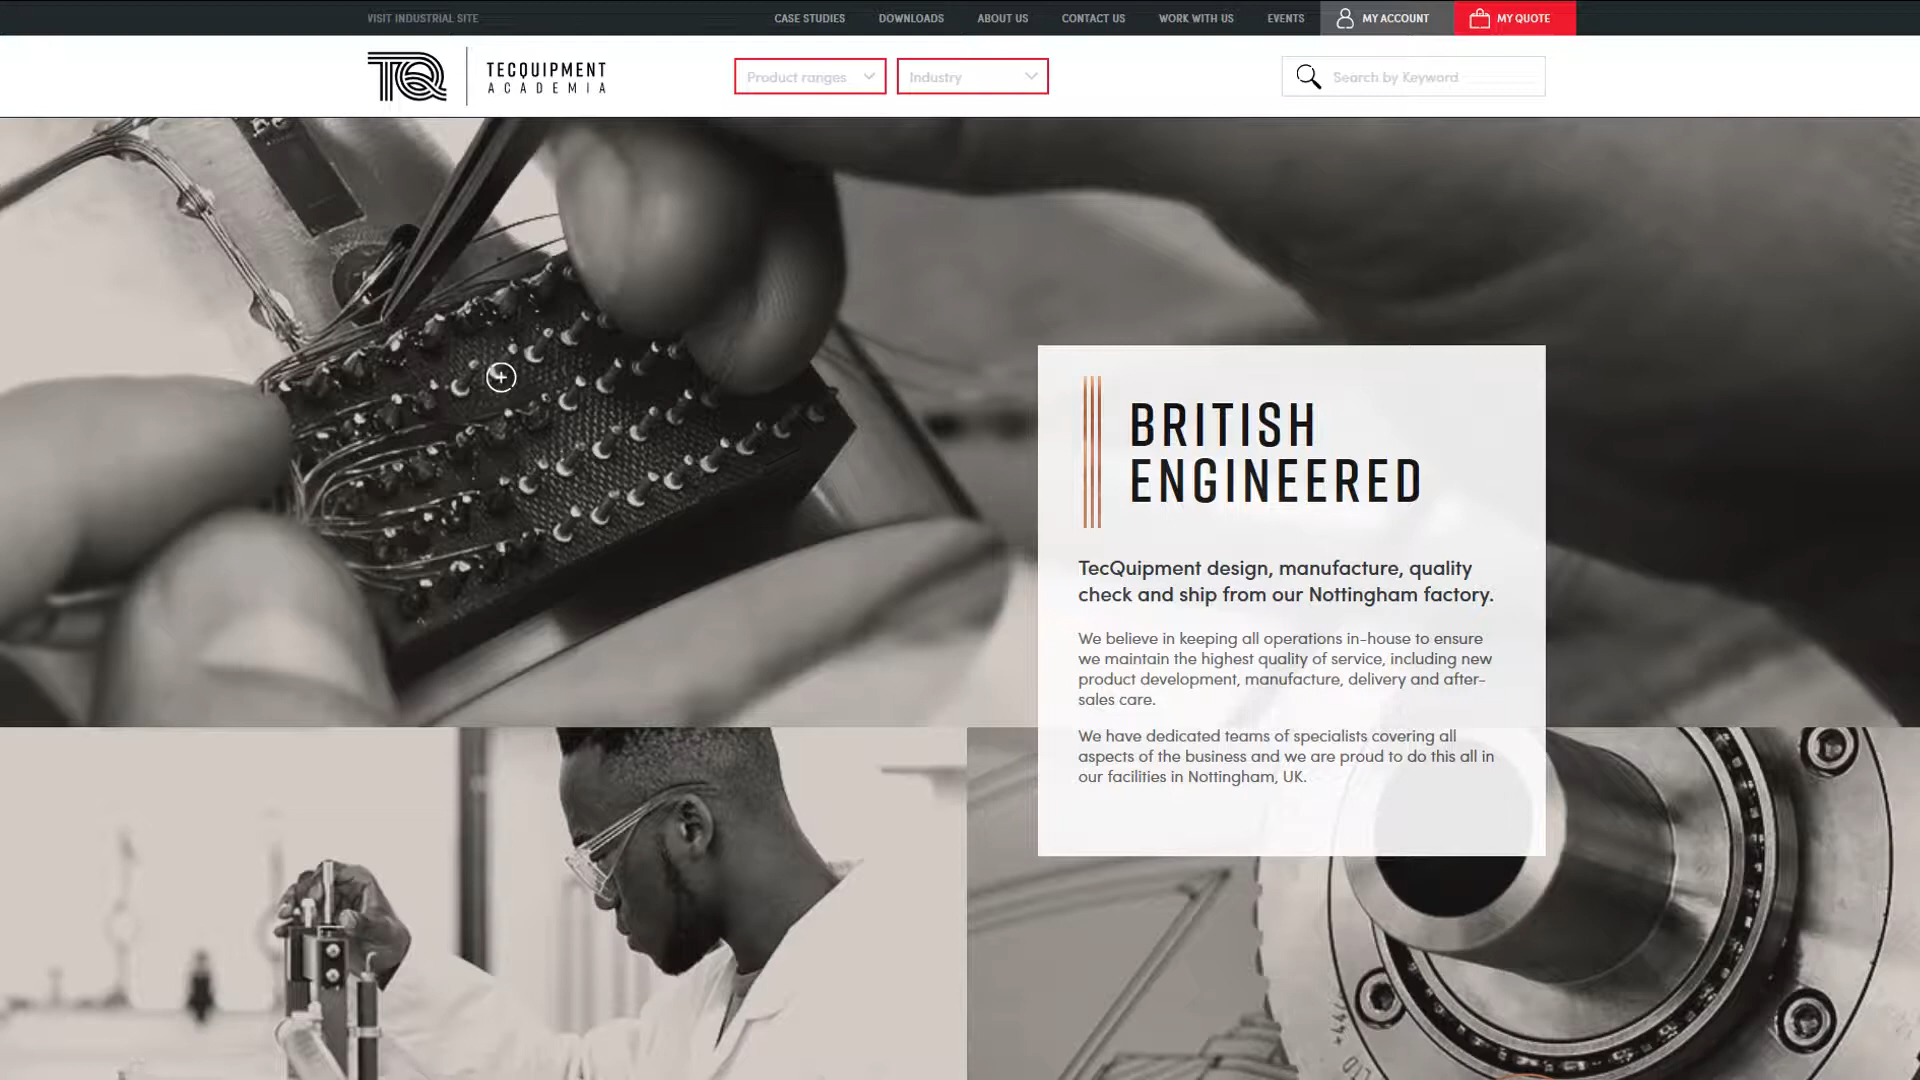 VISIT INDUSTRIAL SITE
CASE STUDIES
DOWNLOADS
ABOUT US
CONTACT US
WORK WITH US
EVENTS
MY ACCOUNT
MY QUOTE
TQ
TECQUIPMENT
ACADEMIA
Product ranges
Industry
Search by Keyword
BRITISH
ENGINEERED
TecQuipment design, manufacture, quality
check and ship from our Nottingham factory.
We believe in keeping all operations in-house to ensure
we maintain the highest quality of service, including new
product development, manufacture, delivery and after-
sales care.
We have dedicated teams of specialists covering all
aspects of the business and we are proud to do this all in
our facilities in Nottingham, UK.